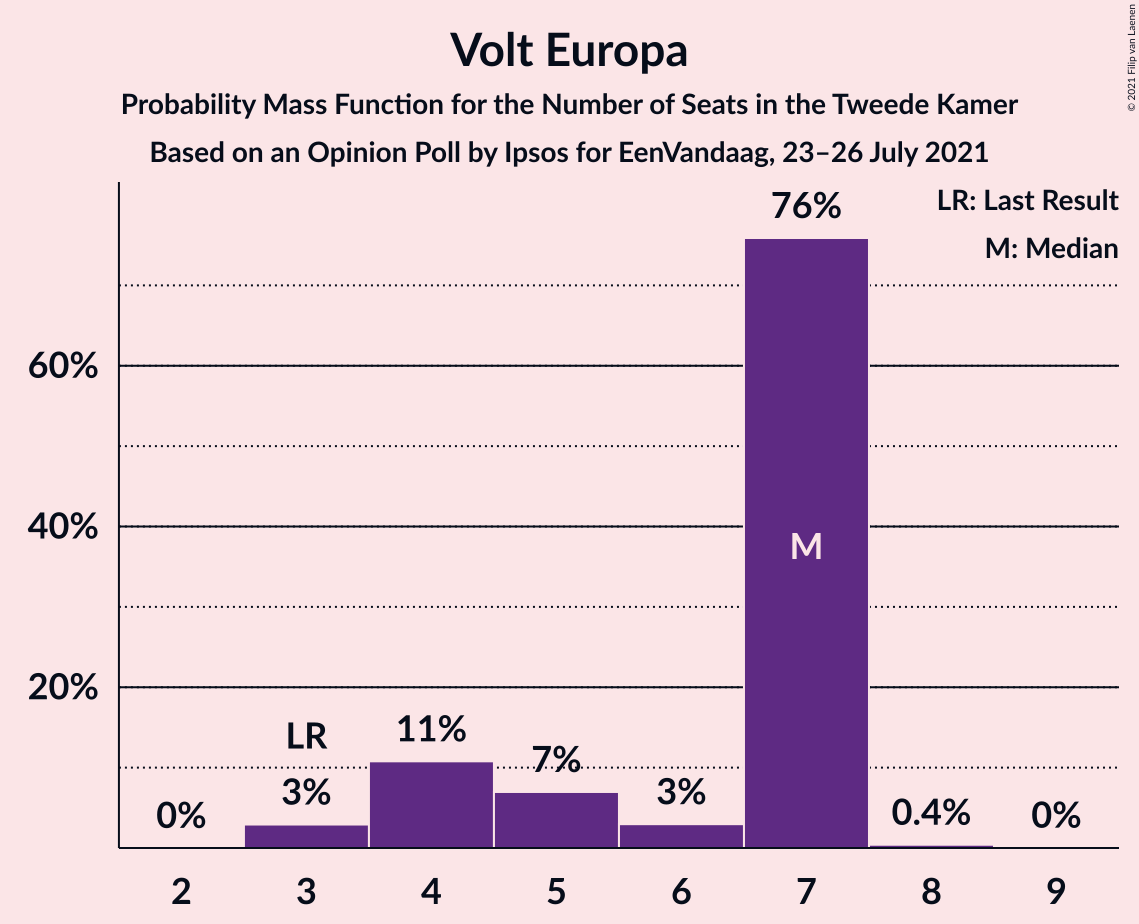 Volt Europa
Probability Mass Function for the Number of Seats in the Tweede Kamer
Based on an Opinion Poll by Ipsos for EenVandaag, 23–26 July 2021
© 2021 Filip van Laenen
LR: Last Result
M: Median
60%
40%
20%
0%
LR
3%
11%
7%
3%
76%
M
0.4%
0%
2 3 4 5 6 7 8 9